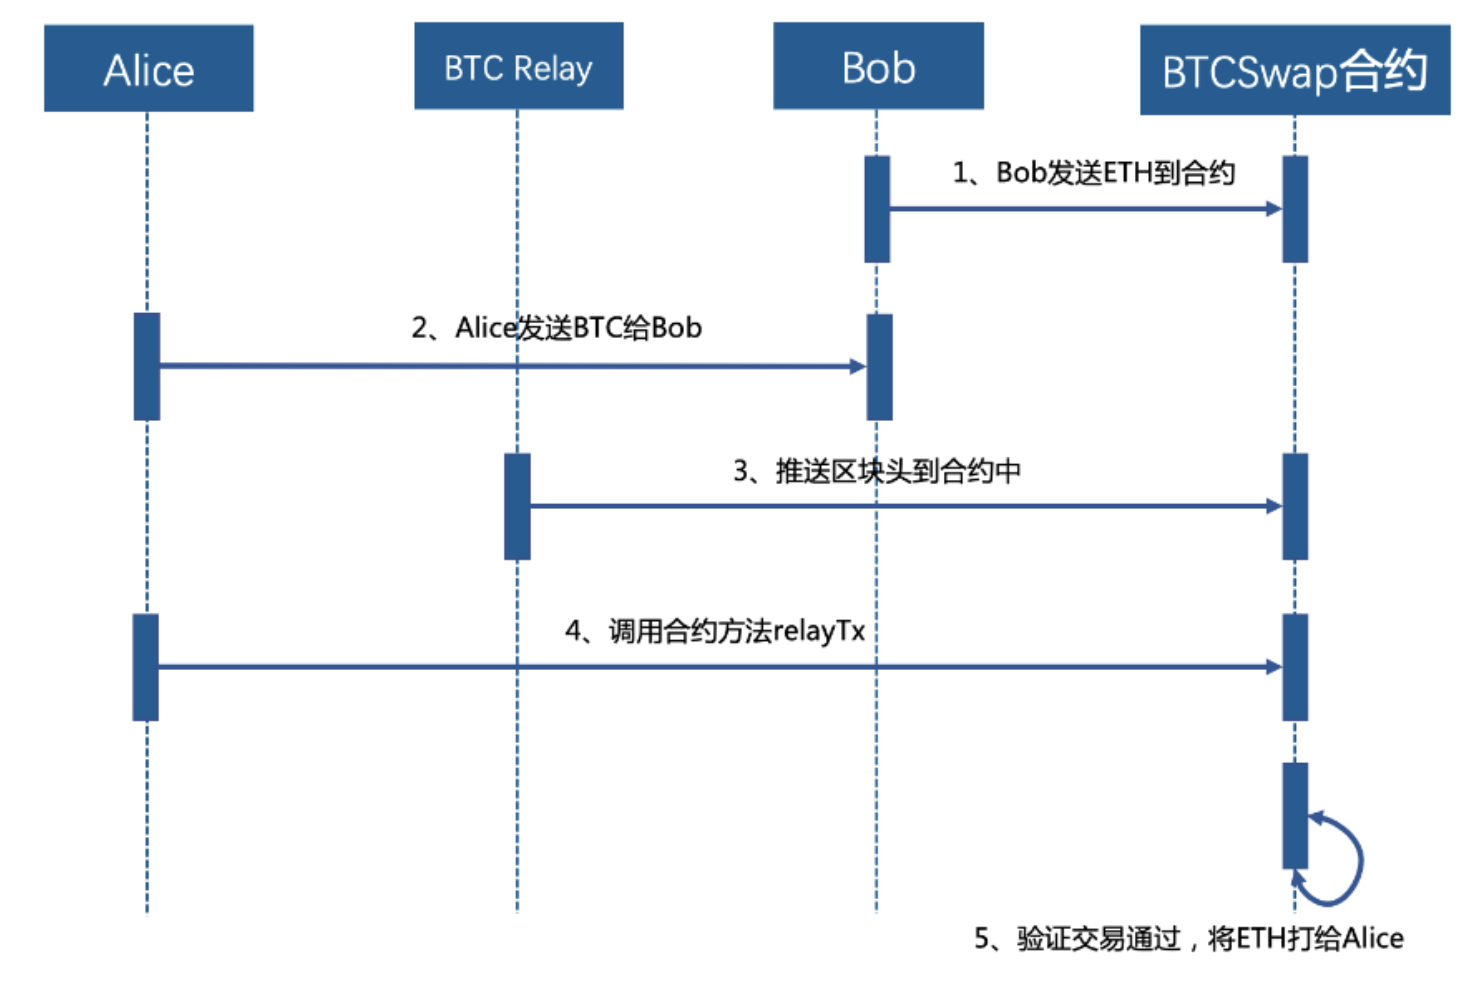 Alice
BTC Relay
Bob
BTCSwap合约
1、Bob发送ETH到合约
2、Alice发送BTC给Bob
3、推送区块头到合约中
4、调用合约方法relayTx
5、验证交易通过，将ETH打给Alice